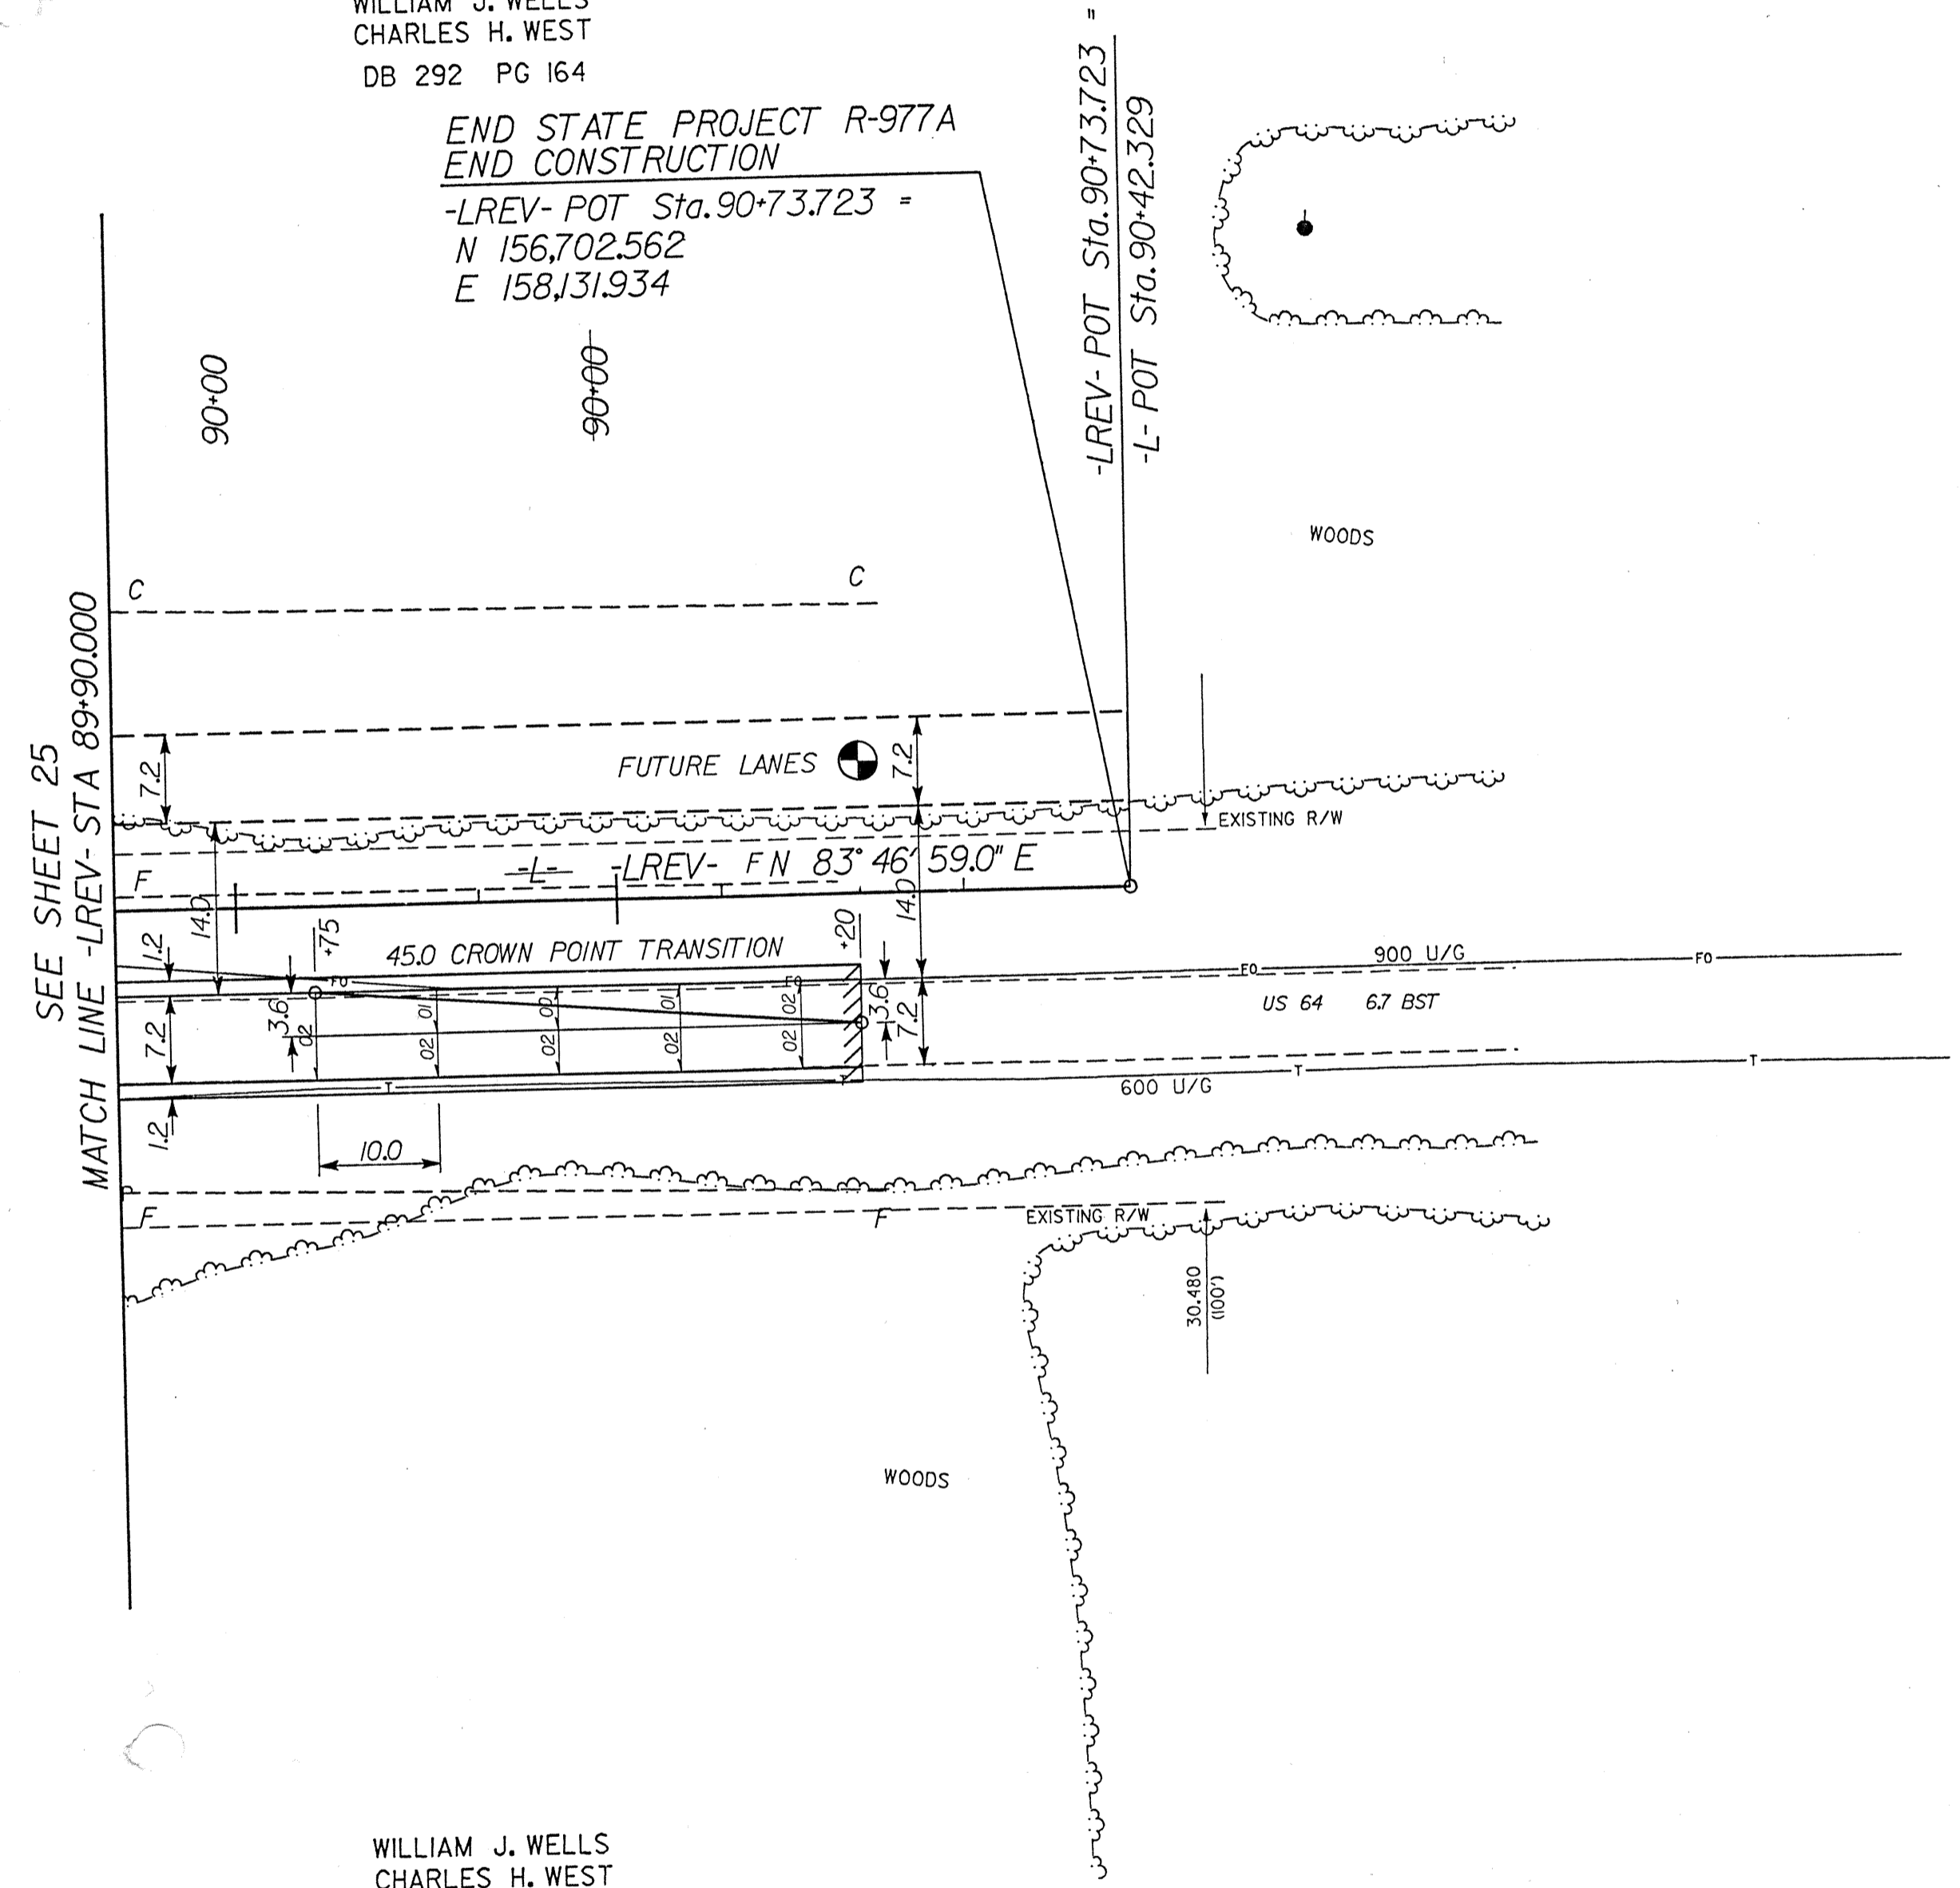 WILLIAM J. WELLS
CHARLES H. WEST
DB 292 PG 164
END STATE PROJECT R-977A
END CONSTRUCTION
-LREV- POT Sta. 90+73.723 =
N 156,702.562
E 158,131.934
-LREV- POT Sta. 90+73.723 =
-L- POT Sta. 90+42.329
90+00
90+00
WOODS
C
C
SEE SHEET 25
MATCH LINE -LREV- STA 89+90.000
7.2
FUTURE LANES
7.2
EXISTING R/W
-L-
-LREV- F N 83° 46' 59.0" E
F
14.0
14.0
1.2
+75
45.0 CROWN POINT TRANSITION
+20
900 U/G
FO
FO
FO
FO
US 64 6.7 BST
3.6
3.6
7.2
7.2
02
01
00
01
02
02
02
02
02
T
T
T
T
600 U/G
1.2
10.0
F
F
EXISTING R/W
30.480
(100')
WOODS
WILLIAM J. WELLS
CHARLES H. WEST